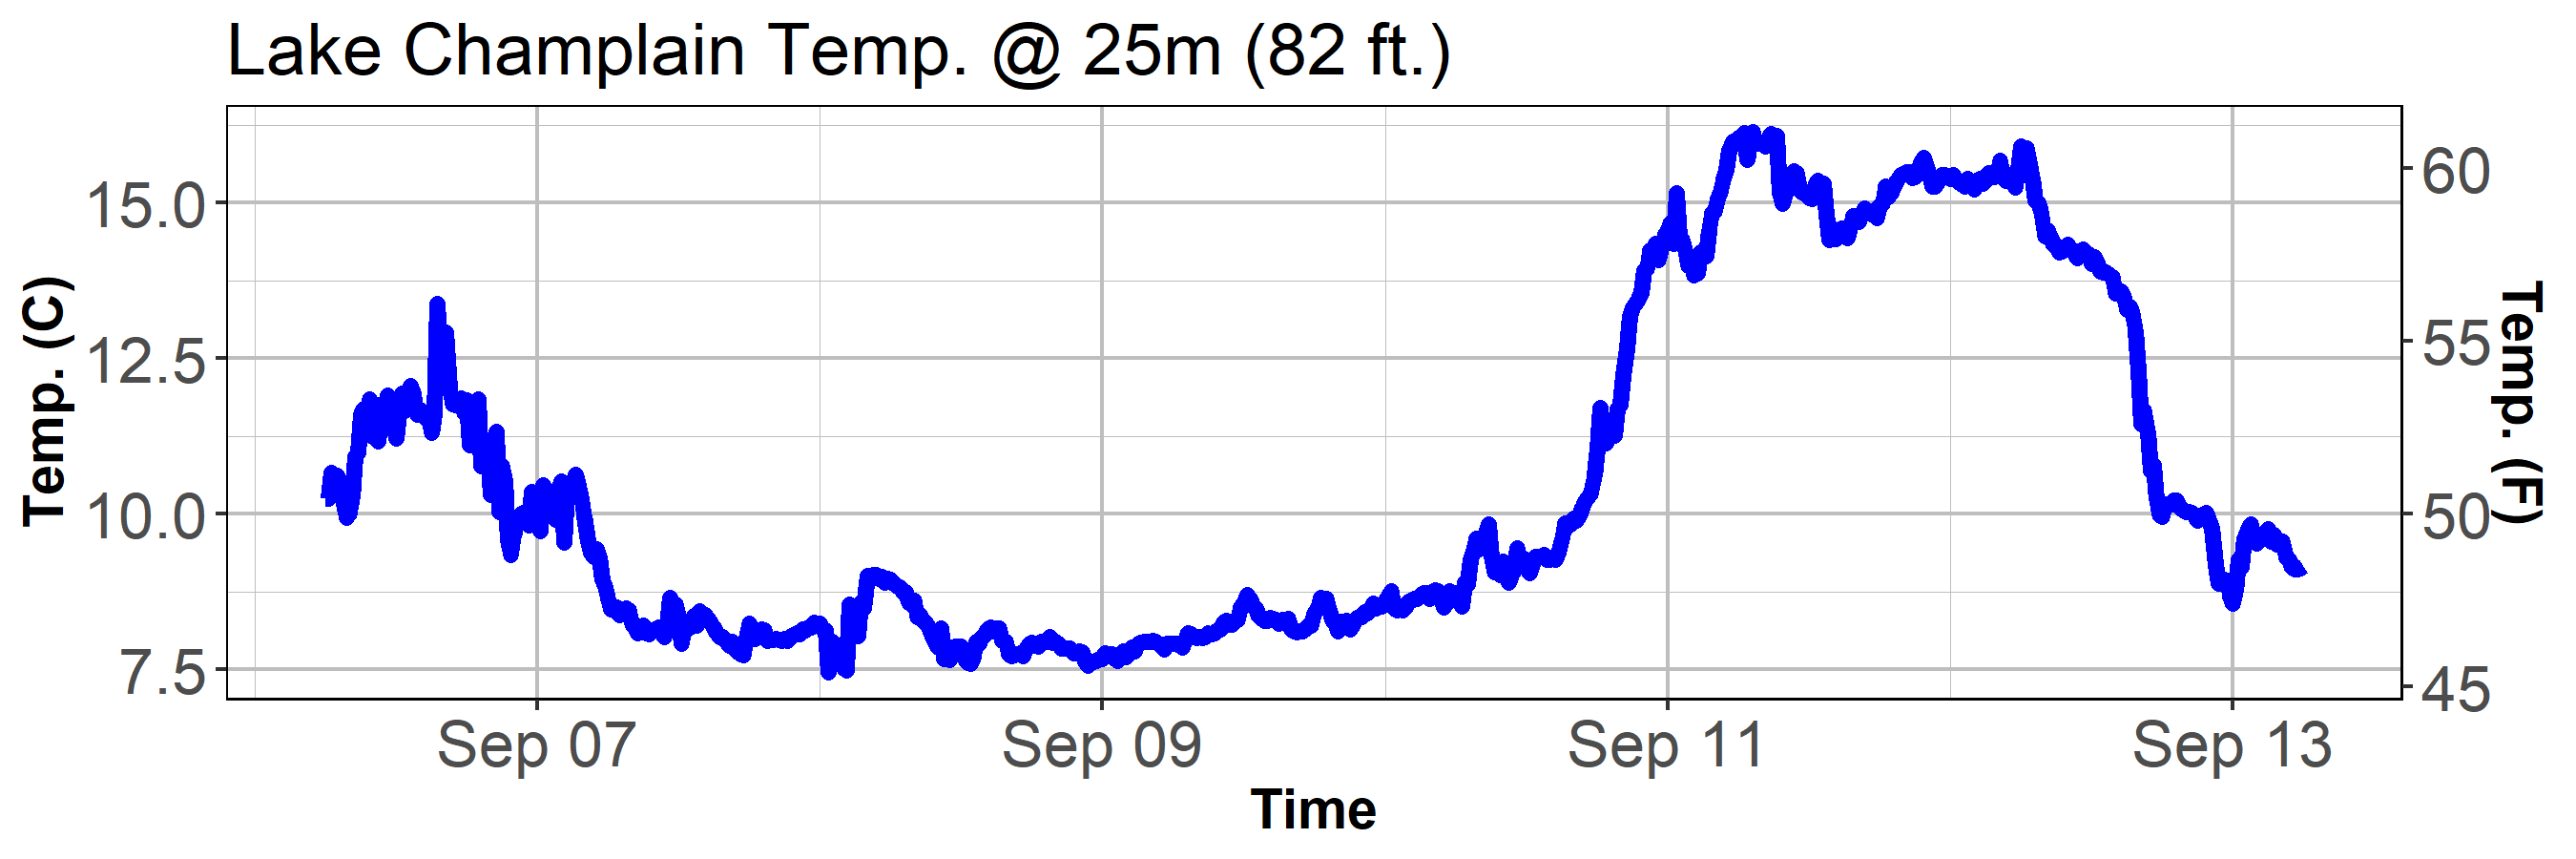 Lake Champlain Temp. @ 25m (82 ft.)
Temp. (C)
15.0
12.5
10.0
7.5
60
55
50
45
Temp. (F)
Sep 07
Sep 09
Sep 11
Sep 13
Time